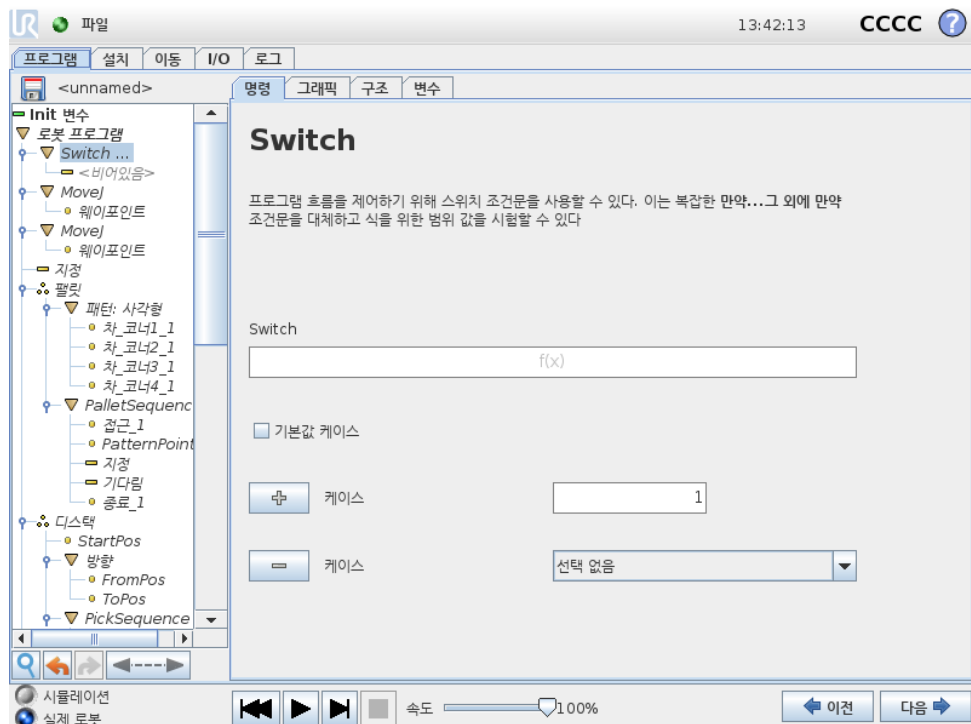 UR 파일 13:42:13 CCCC ?
프로그램 설치 이동 I/O 로그
<unnamed>
명령 그래픽 구조 변수
Init 변수
로봇 프로그램
Switch ...
<비어있음>
MoveJ
웨이포인트
MoveJ
웨이포인트
지정
팔릿
패턴: 사각형
차_코너1_1
차_코너2_1
차_코너3_1
차_코너4_1
PalletSequenc
접근_1
PatternPoint
지정
기다림
종료_1
디스택
StartPos
방향
FromPos
ToPos
PickSequence
Switch
프로그램 흐름을 제어하기 위해 스위치 조건문을 사용할 수 있다. 이는 복잡한 만약...그 외에 만약
조건문을 대체하고 식을 위한 범위 값을 시험할 수 있다
Switch
f(x)
기본값 케이스
케이스 1
케이스 선택 없음
시뮬레이션
실제 로봇
속도 100%
이전 다음